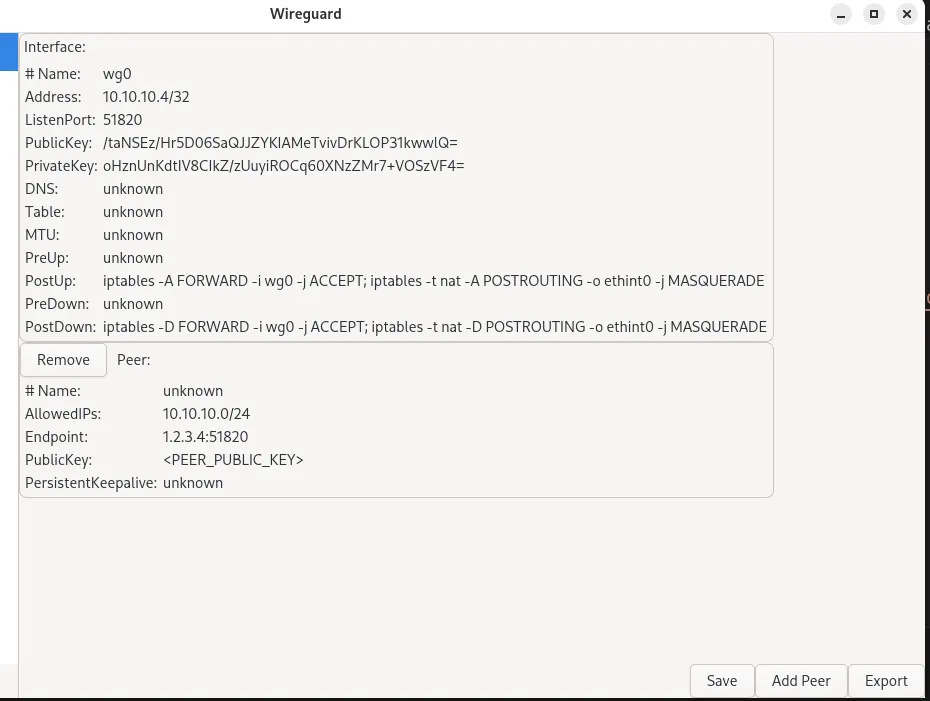 Wireguard
Interface:
# Name: wg0
Address: 10.10.10.4/32
ListenPort: 51820
PublicKey: /taNSEz/Hr5D06SaQJJZYKIAMeTvivDrKLOP31kwwlQ=
PrivateKey: oHznUnKdtIV8CIkZ/zUuyiROCq60XNzZMr7+VOSzVF4=
DNS: unknown
Table: unknown
MTU: unknown
PreUp: unknown
PostUp: iptables -A FORWARD -i wg0 -j ACCEPT; iptables -t nat -A POSTROUTING -o ethint0 -j MASQUERADE
PreDown: unknown
PostDown: iptables -D FORWARD -i wg0 -j ACCEPT; iptables -t nat -D POSTROUTING -o ethint0 -j MASQUERADE
Remove Peer:
# Name: unknown
AllowedIPs: 10.10.10.0/24
Endpoint: 1.2.3.4:51820
PublicKey: <PEER_PUBLIC_KEY>
PersistentKeepalive: unknown
Save Add Peer Export